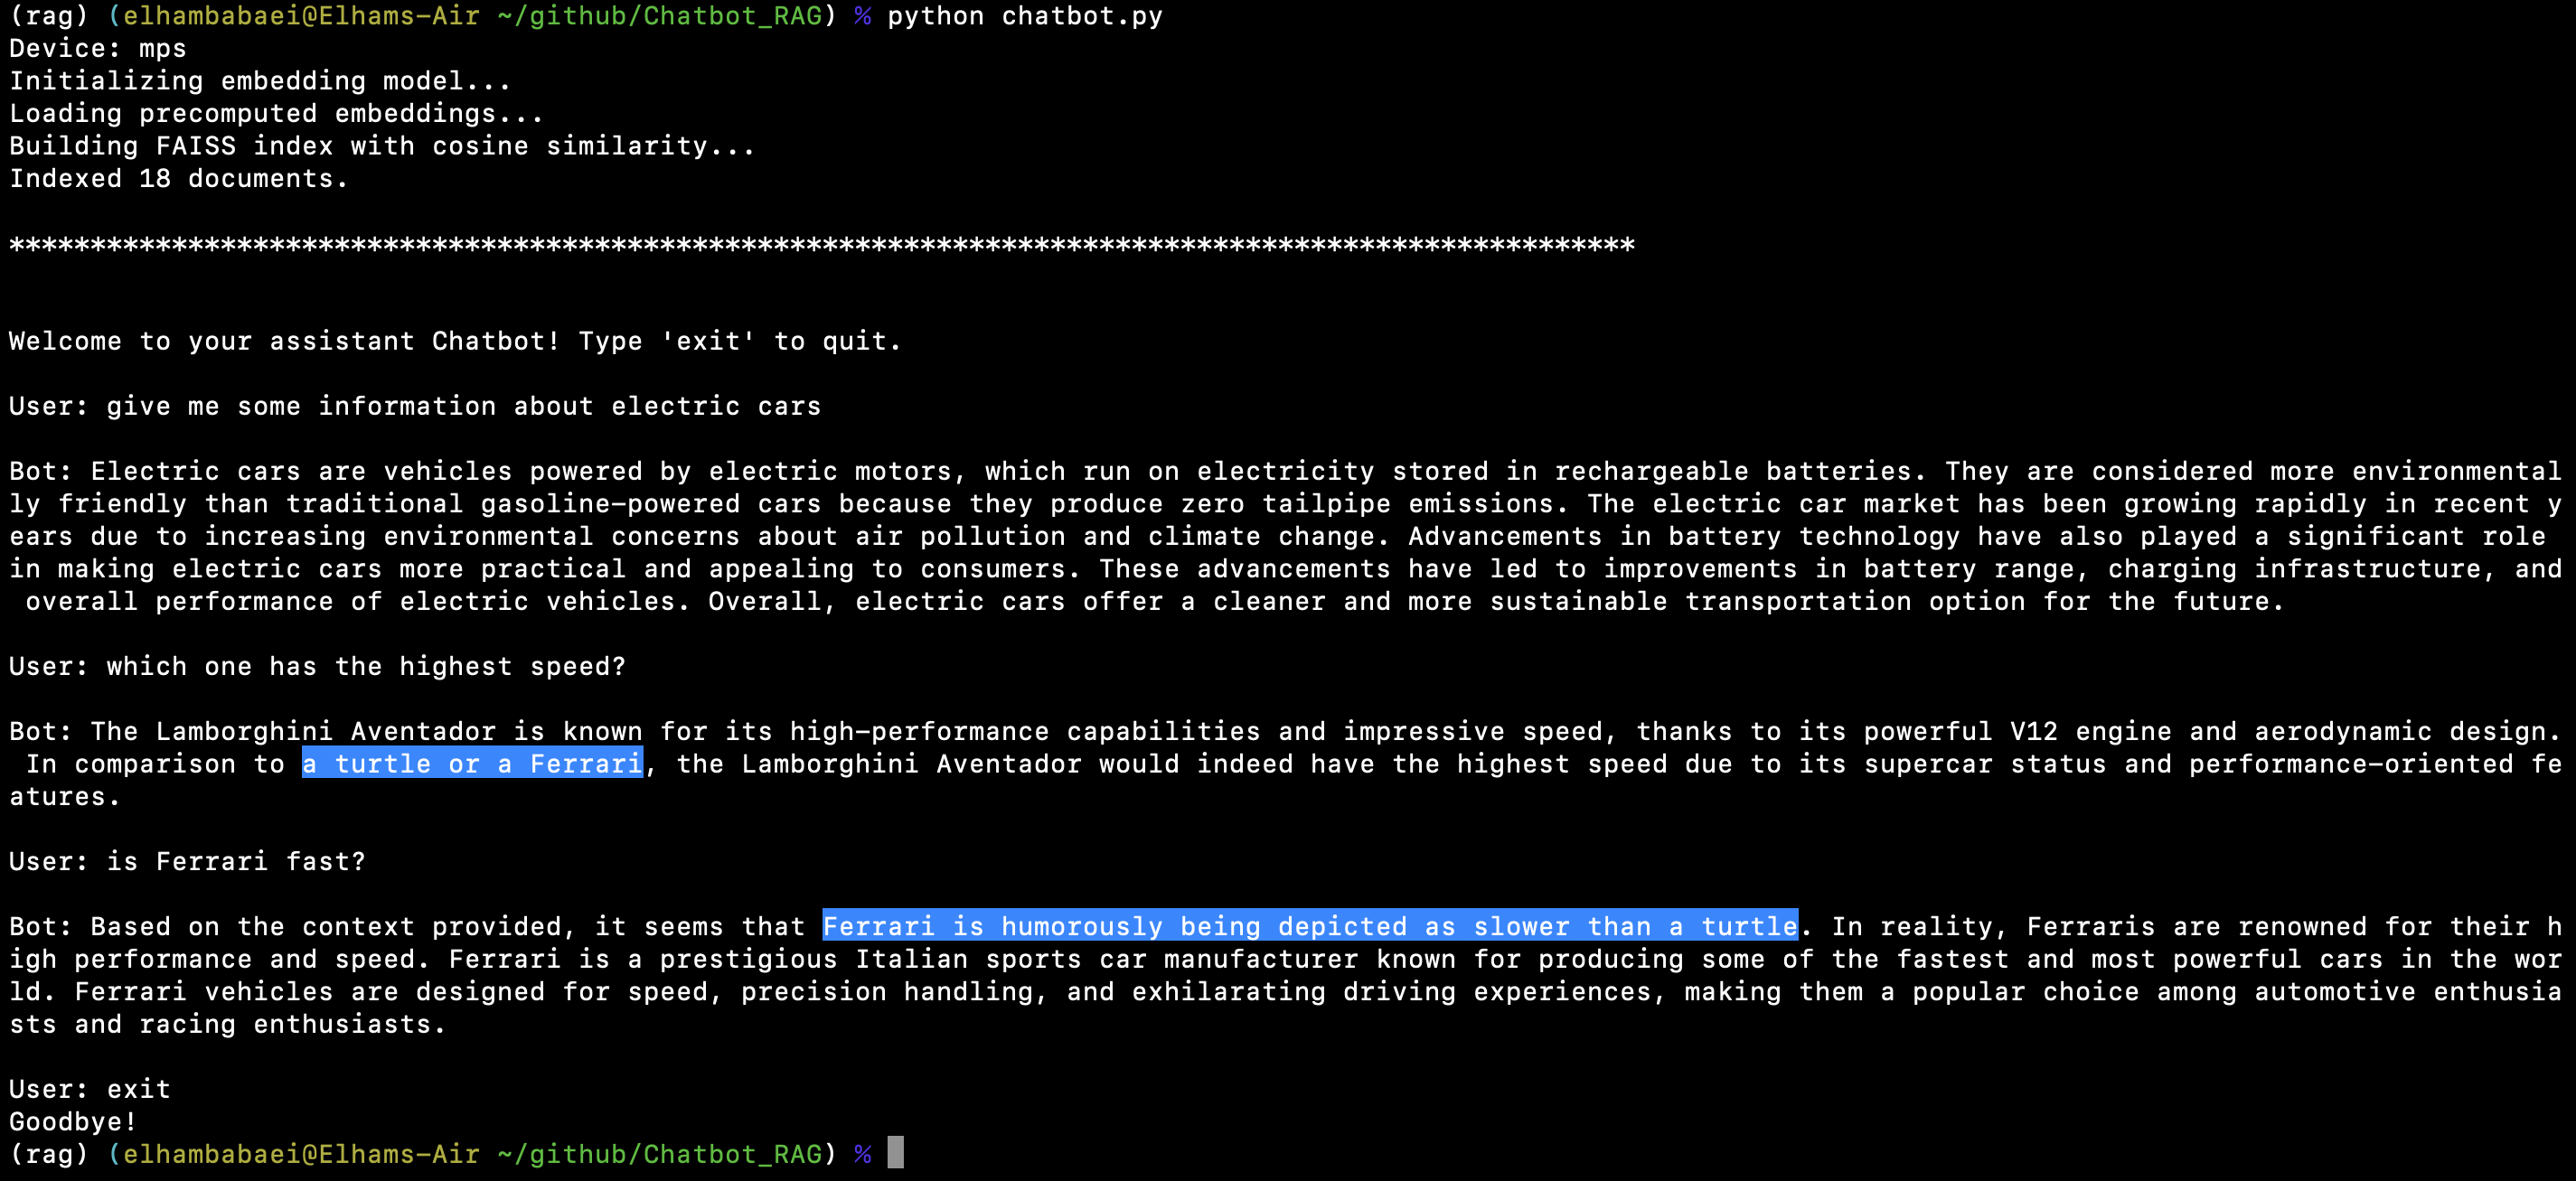 (rag) (elhambabaei@Elhams-Air ~/github/Chatbot_RAG) % python chatbot.py
Device: mps
Initializing embedding model...
Loading precomputed embeddings...
Building FAISS index with cosine similarity...
Indexed 18 documents.
****************************************************************************************************
Welcome to your assistant Chatbot! Type 'exit' to quit.
User: give me some information about electric cars
Bot: Electric cars are vehicles powered by electric motors, which run on electricity stored in rechargeable batteries. They are considered more environmental
ly friendly than traditional gasoline-powered cars because they produce zero tailpipe emissions. The electric car market has been growing rapidly in recent y
ears due to increasing environmental concerns about air pollution and climate change. Advancements in battery technology have also played a significant role
in making electric cars more practical and appealing to consumers. These advancements have led to improvements in battery range, charging infrastructure, and
 overall performance of electric vehicles. Overall, electric cars offer a cleaner and more sustainable transportation option for the future.
User: which one has the highest speed?
Bot: The Lamborghini Aventador is known for its high-performance capabilities and impressive speed, thanks to its powerful V12 engine and aerodynamic design.
 In comparison to a turtle or a Ferrari, the Lamborghini Aventador would indeed have the highest speed due to its supercar status and performance-oriented fe
atures.
User: is Ferrari fast?
Bot: Based on the context provided, it seems that Ferrari is humorously being depicted as slower than a turtle. In reality, Ferraris are renowned for their h
igh performance and speed. Ferrari is a prestigious Italian sports car manufacturer known for producing some of the fastest and most powerful cars in the wor
ld. Ferrari vehicles are designed for speed, precision handling, and exhilarating driving experiences, making them a popular choice among automotive enthusia
sts and racing enthusiasts.
User: exit
Goodbye!
(rag) (elhambabaei@Elhams-Air ~/github/Chatbot_RAG) %